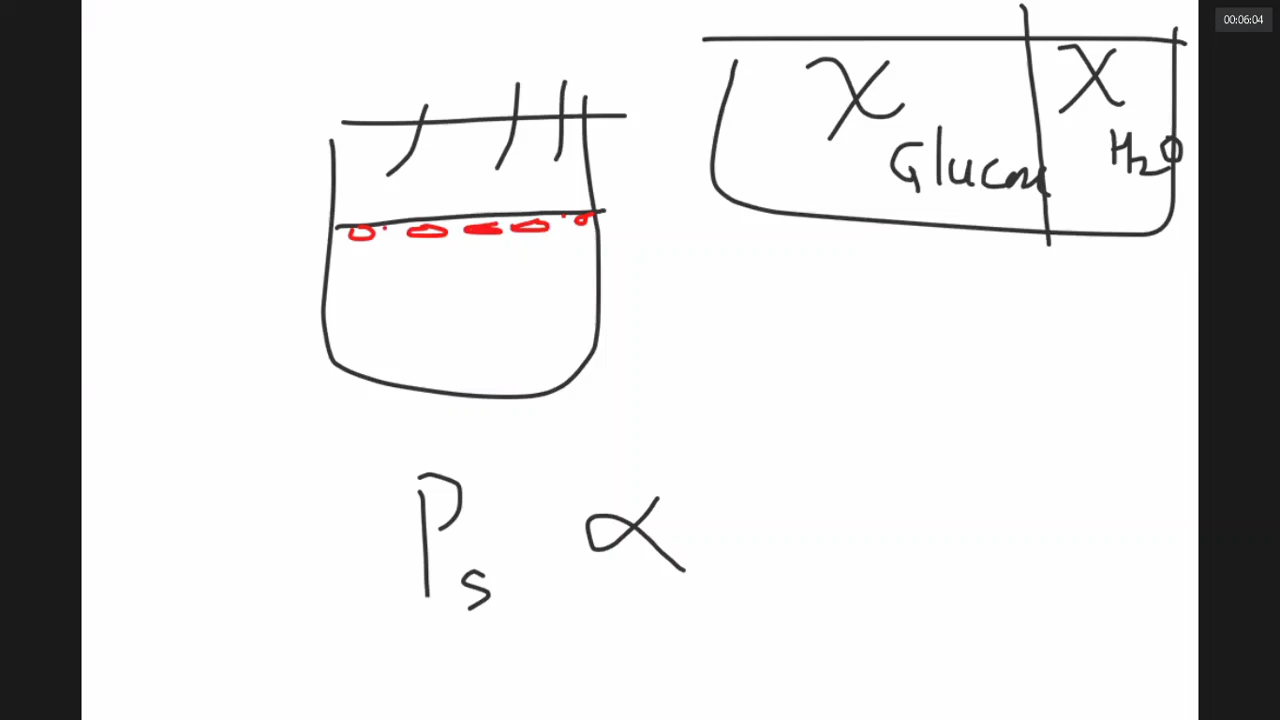 00:06:04
χ χ
Glucose H₂O
Pₛ ∝